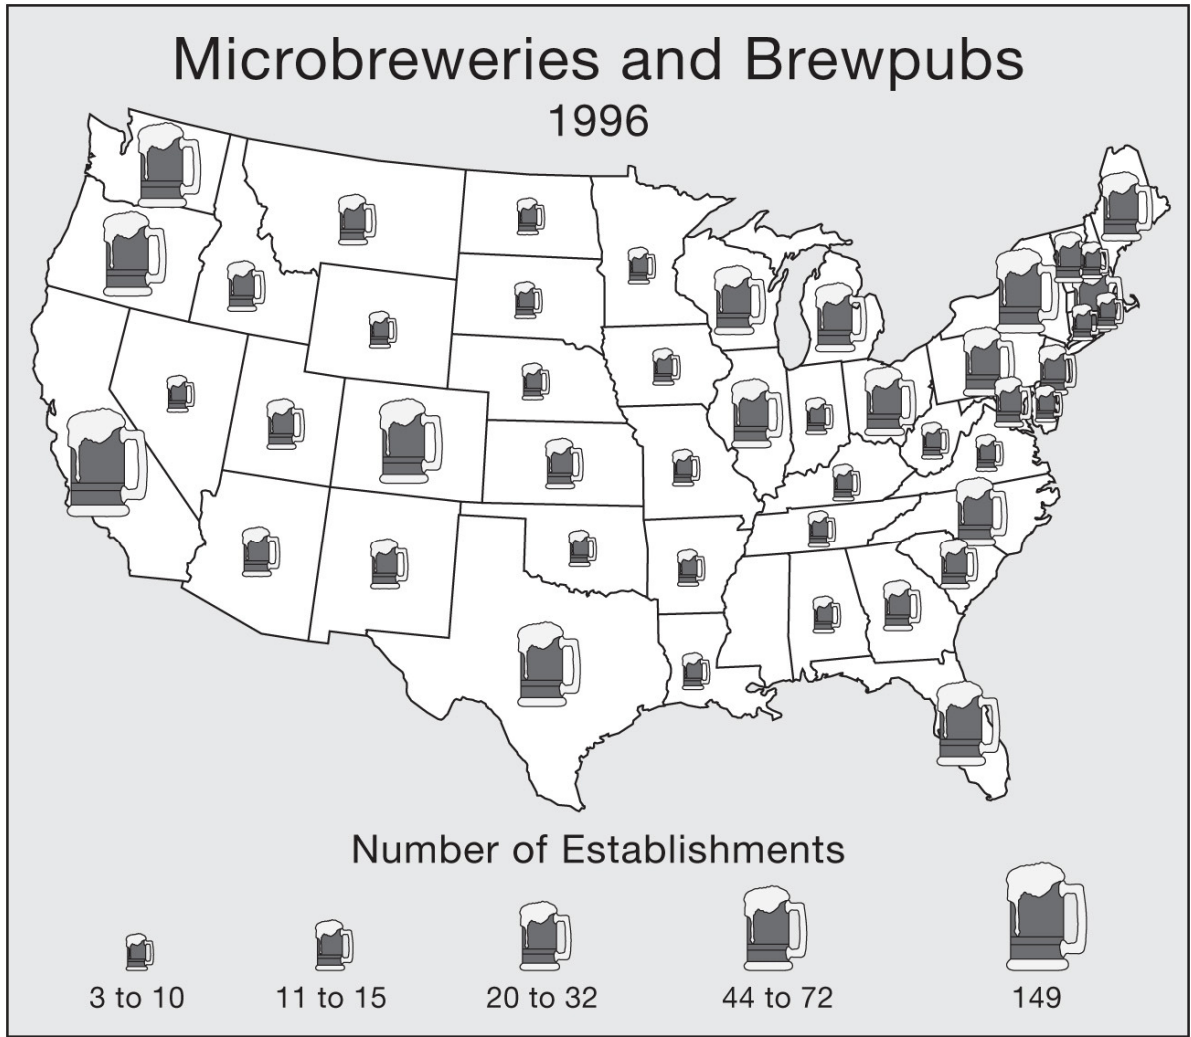 Microbreweries and Brewpubs
1996
Number of Establishments
3 to 10
11 to 15
20 to 32
44 to 72
149